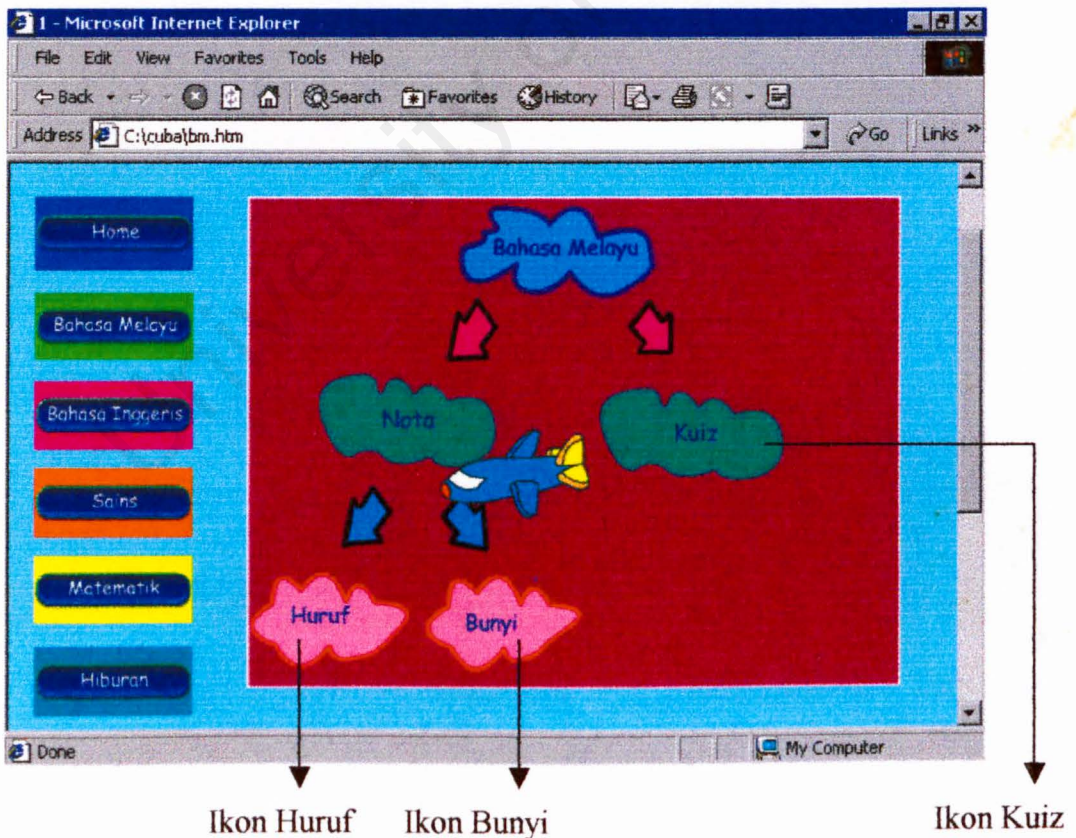 1 - Microsoft Internet Explorer
File Edit View Favorites Tools Help
Back Search Favorites History
Address C:\cuba\bm.htm Go Links »
Home
Bahasa Melayu
Bahasa Inggeris
Sains
Matematik
Hiburan
Bahasa Melayu
Nota
Kuiz
Huruf
Bunyi
Done My Computer
Ikon Huruf Ikon Bunyi Ikon Kuiz